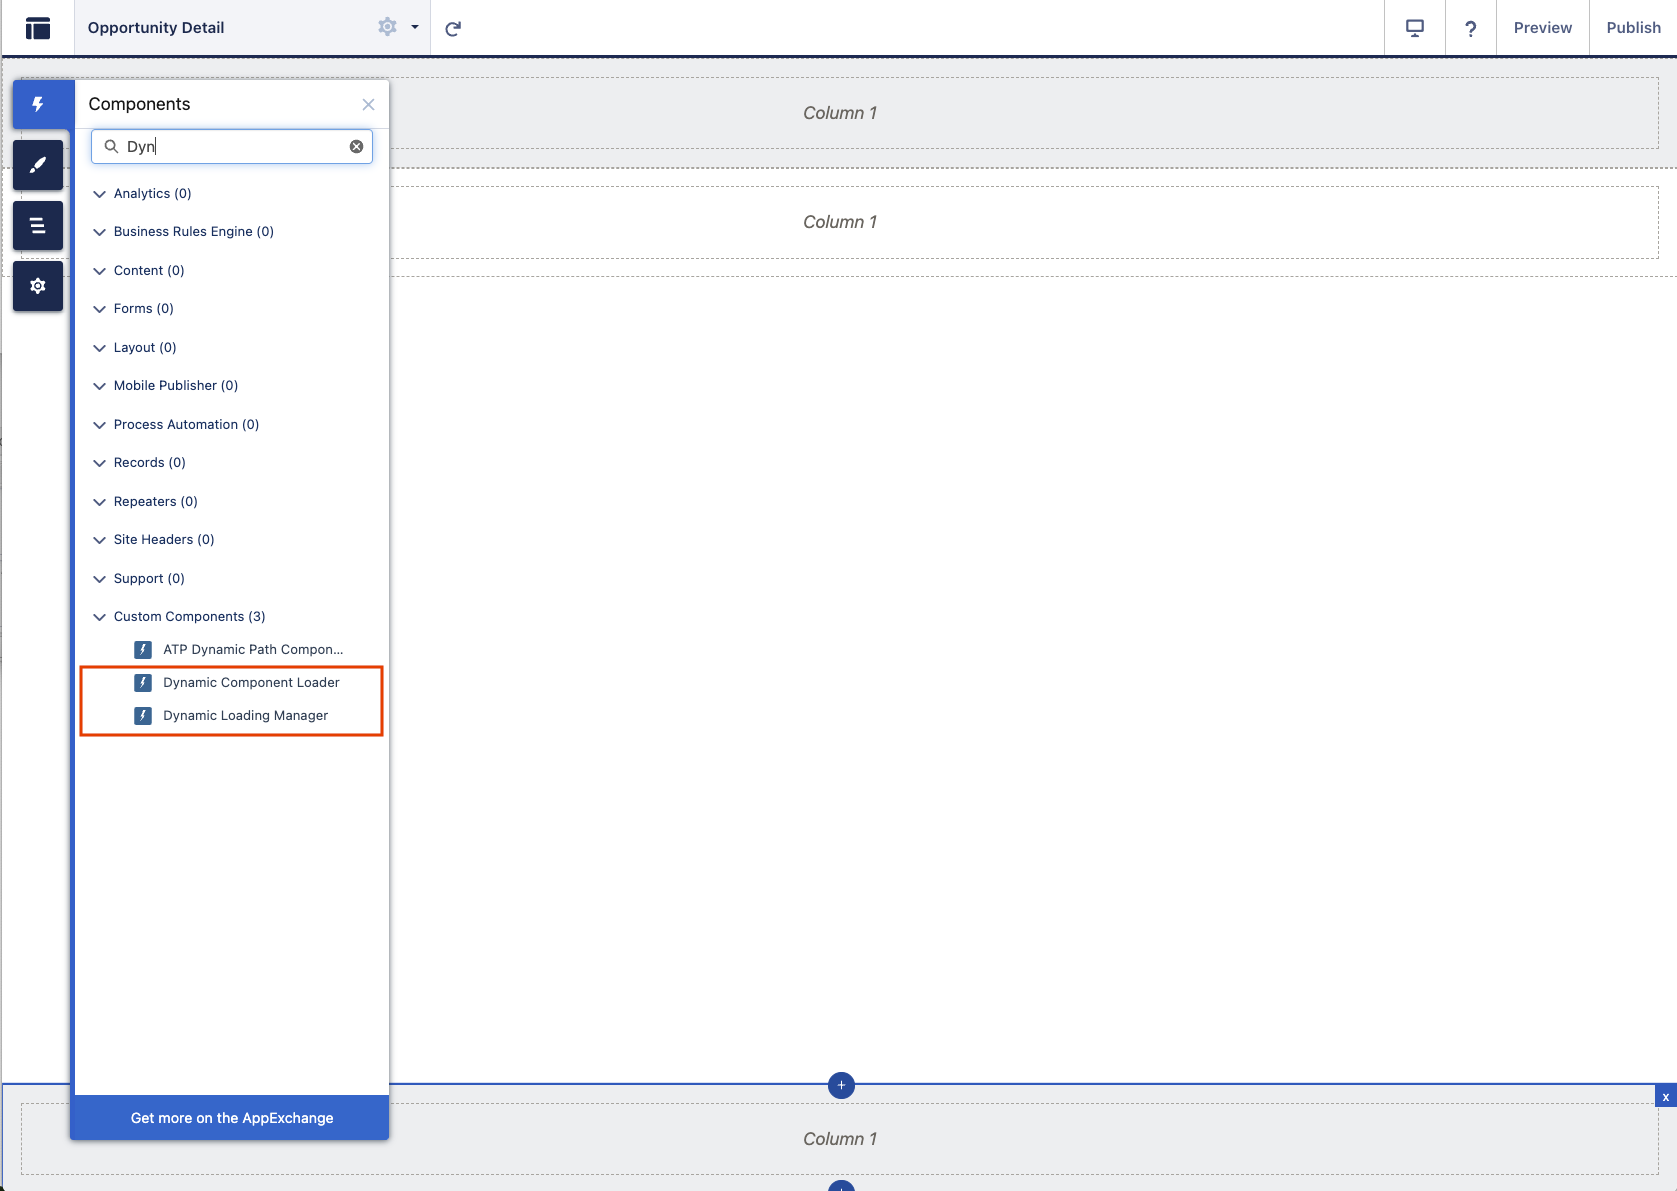 Opportunity Detail
?
Preview
Publish
Components
Dyn
Analytics (0)
Business Rules Engine (0)
Content (0)
Forms (0)
Layout (0)
Mobile Publisher (0)
Process Automation (0)
Records (0)
Repeaters (0)
Site Headers (0)
Support (0)
Custom Components (3)
ATP Dynamic Path Compon...
Dynamic Component Loader
Dynamic Loading Manager
Get more on the AppExchange
Column 1
Column 1
+
x
Column 1